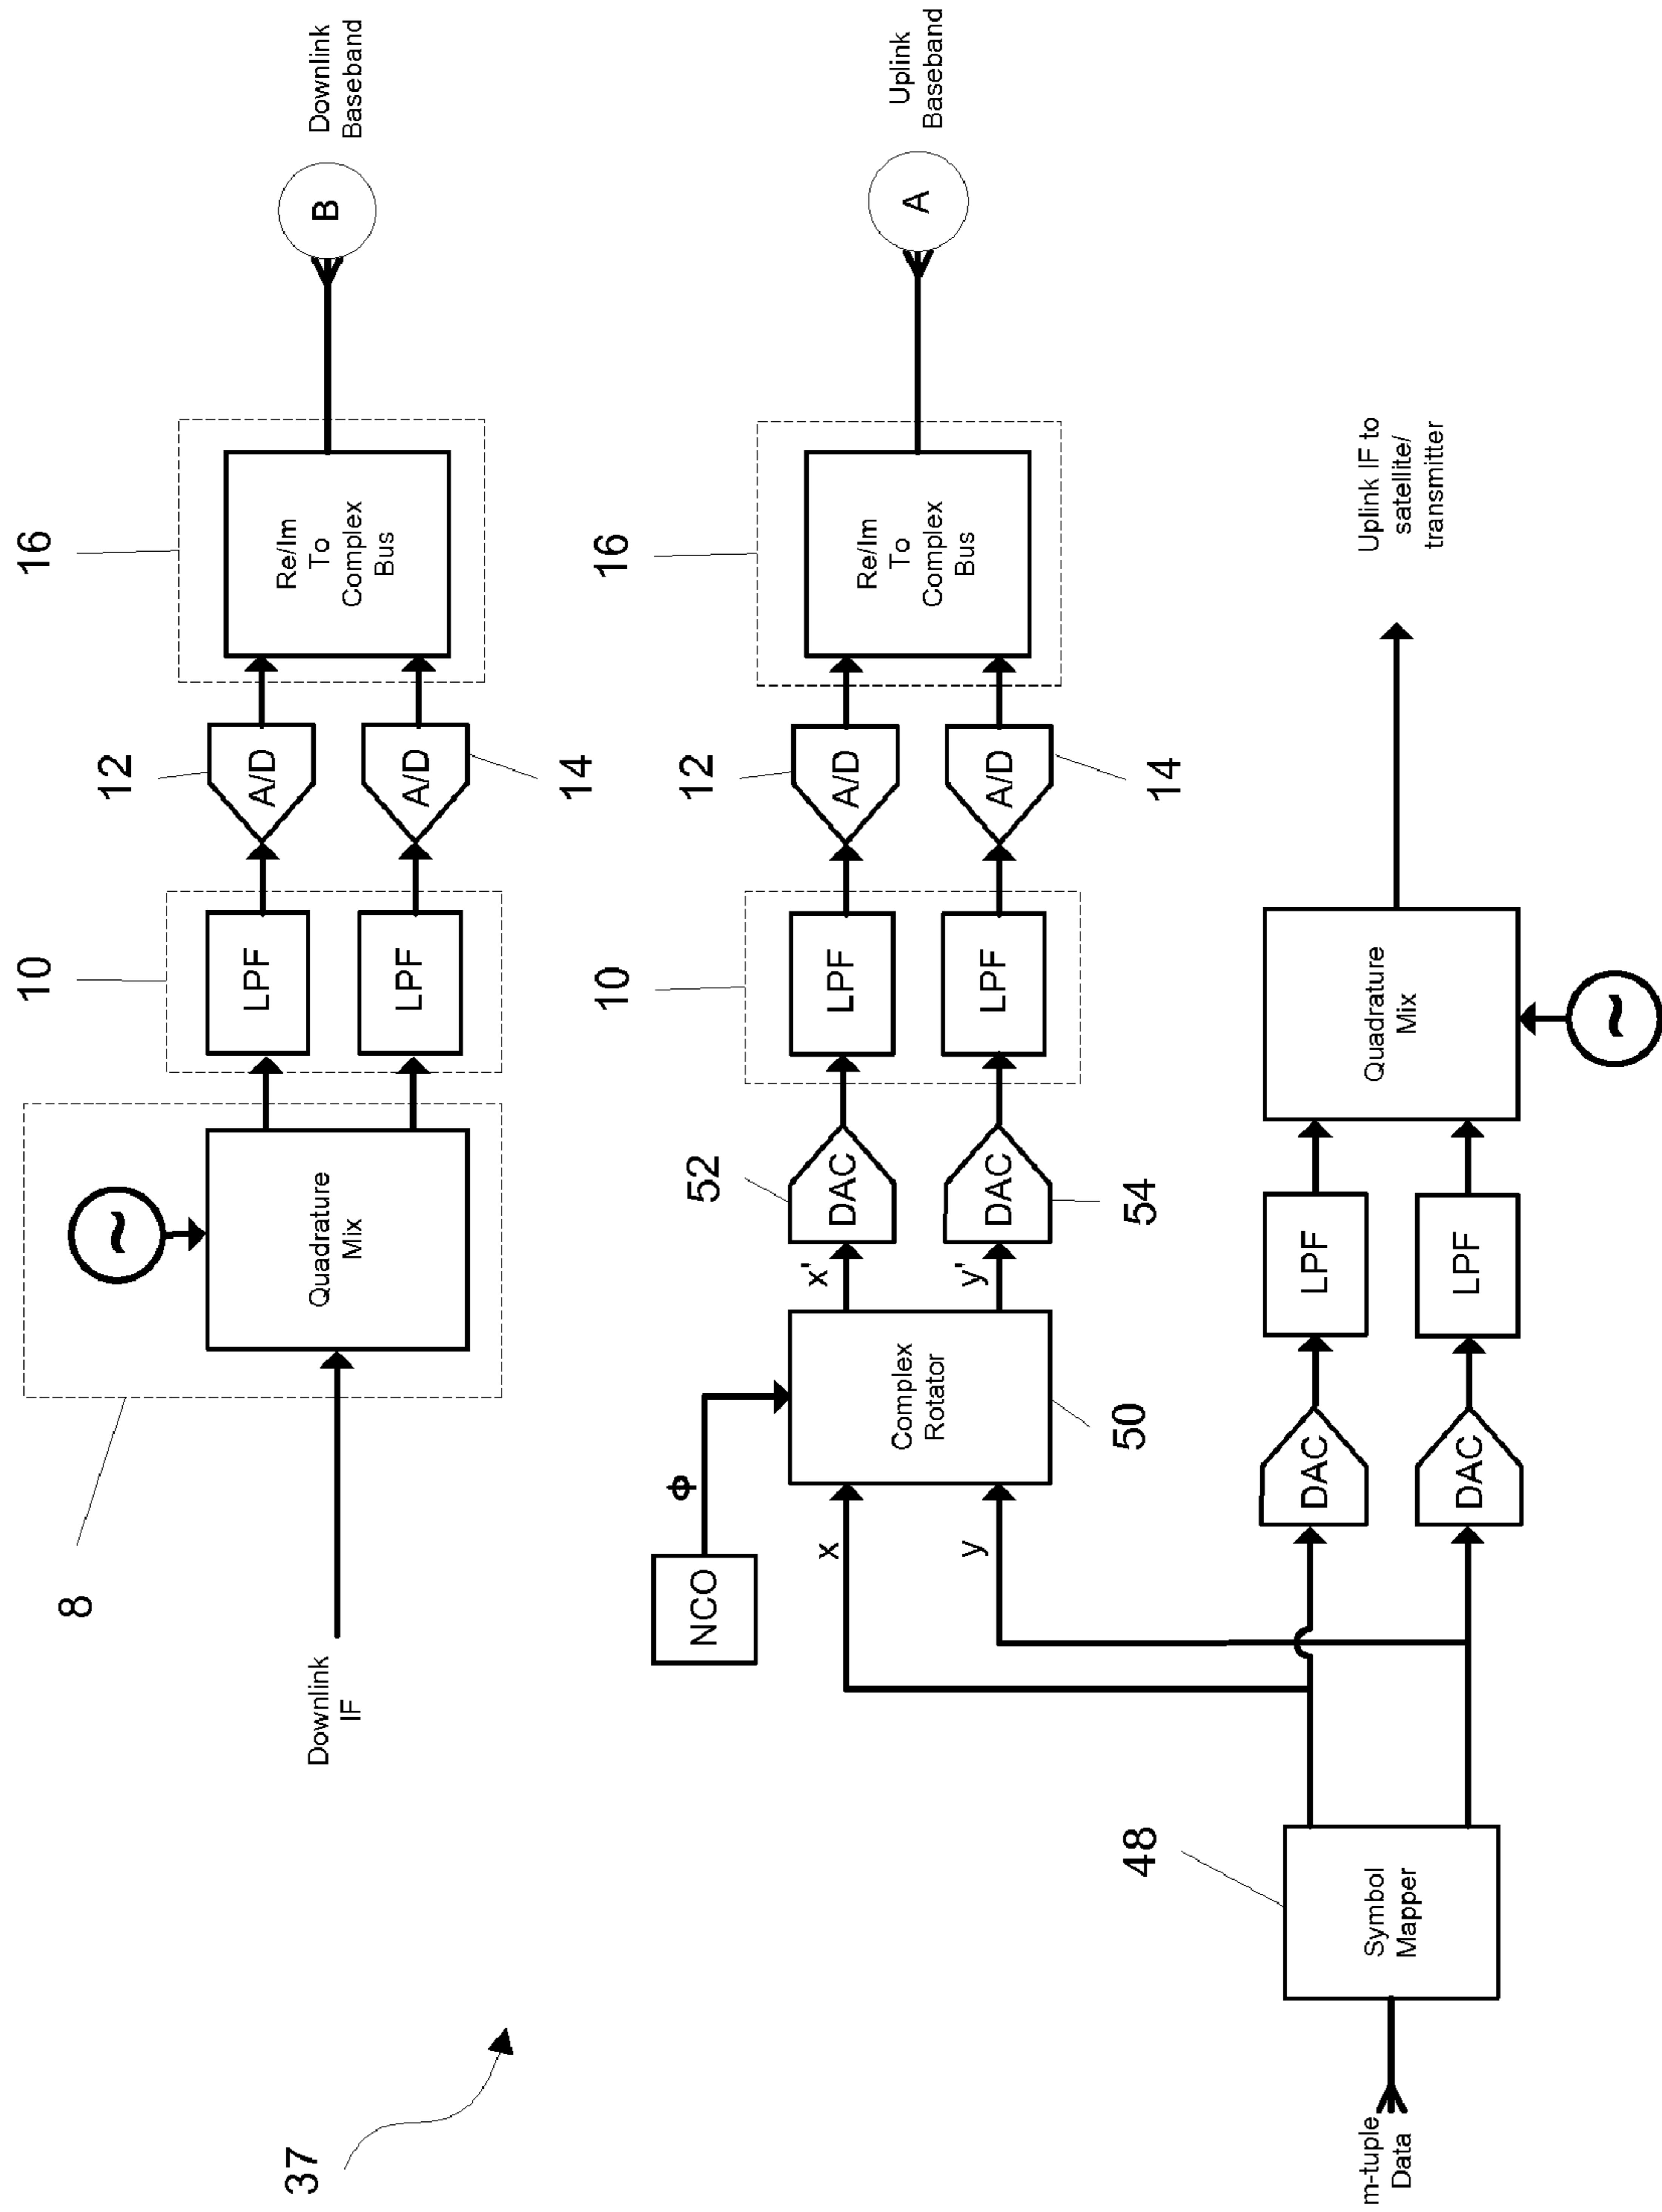 37
8
Downlink
IF
~
Quadrature
Mix
10
LPF
LPF
12
A/D
A/D
14
16
Re/Im
To
Complex
Bus
B
Downlink
Baseband
NCO
Φ
x
y
Complex
Rotator
50
x'
y'
52
DAC
DAC
54
10
LPF
LPF
12
A/D
A/D
14
16
Re/Im
To
Complex
Bus
A
Uplink
Baseband
m-tuple
Data
48
Symbol
Mapper
DAC
DAC
LPF
LPF
Quadrature
Mix
~
Uplink IF to
satellite/
transmitter